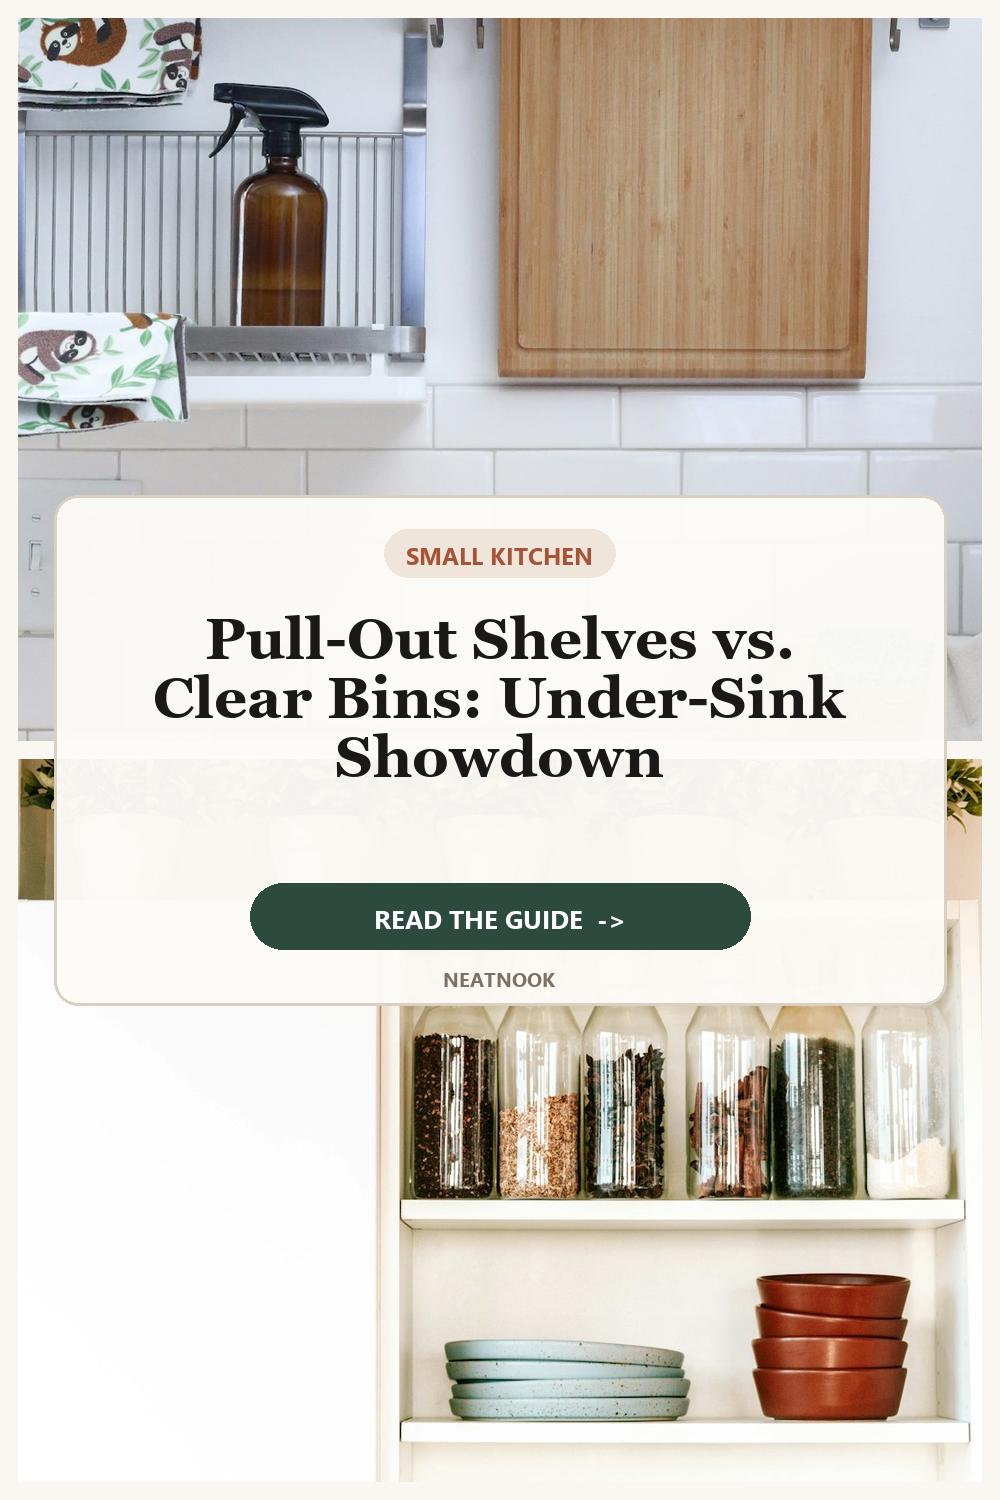 SMALL KITCHEN
Pull-Out Shelves vs.
Clear Bins: Under-Sink
Showdown
READ THE GUIDE ->
NEATNOOK